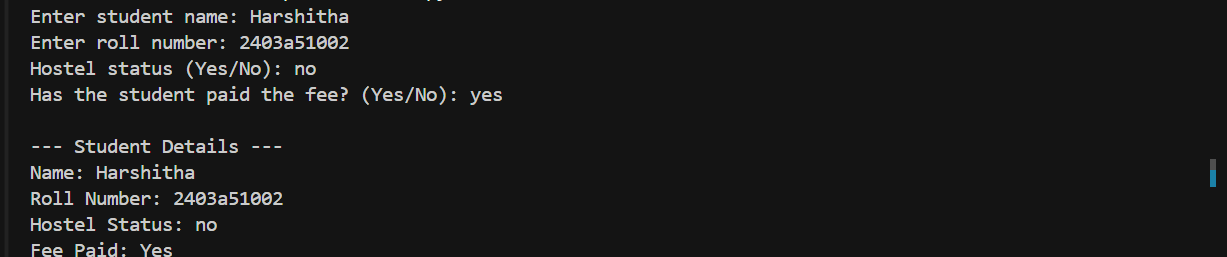 Enter student name: Harshitha
Enter roll number: 2403a51002
Hostel status (Yes/No): no
Has the student paid the fee? (Yes/No): yes
--- Student Details ---
Name: Harshitha
Roll Number: 2403a51002
Hostel Status: no
Fee Paid: Yes